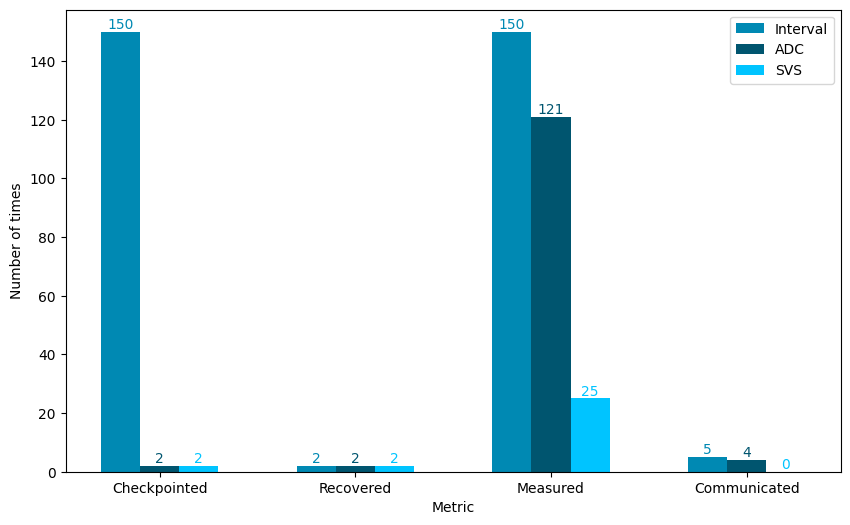 150
150
Interval
ADC
SVS
140
121
120
100
80
60
40
25
20
2
2
2
2
2
5
4
0
0
Number of times
Checkpointed
Recovered
Measured
Communicated
Metric